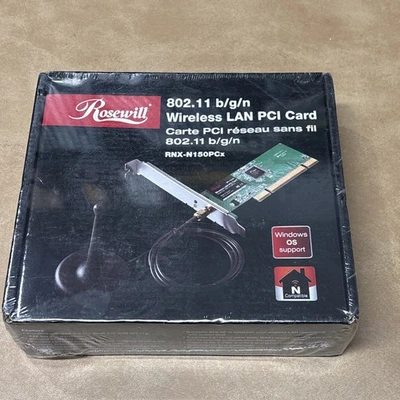 Rosewill
802.11 b/g/n
Wireless LAN PCI Card
Carte PCI réseau sans fil
802.11 b/g/n
RNX-N150PCx
Windows
OS
support
N
Compatible